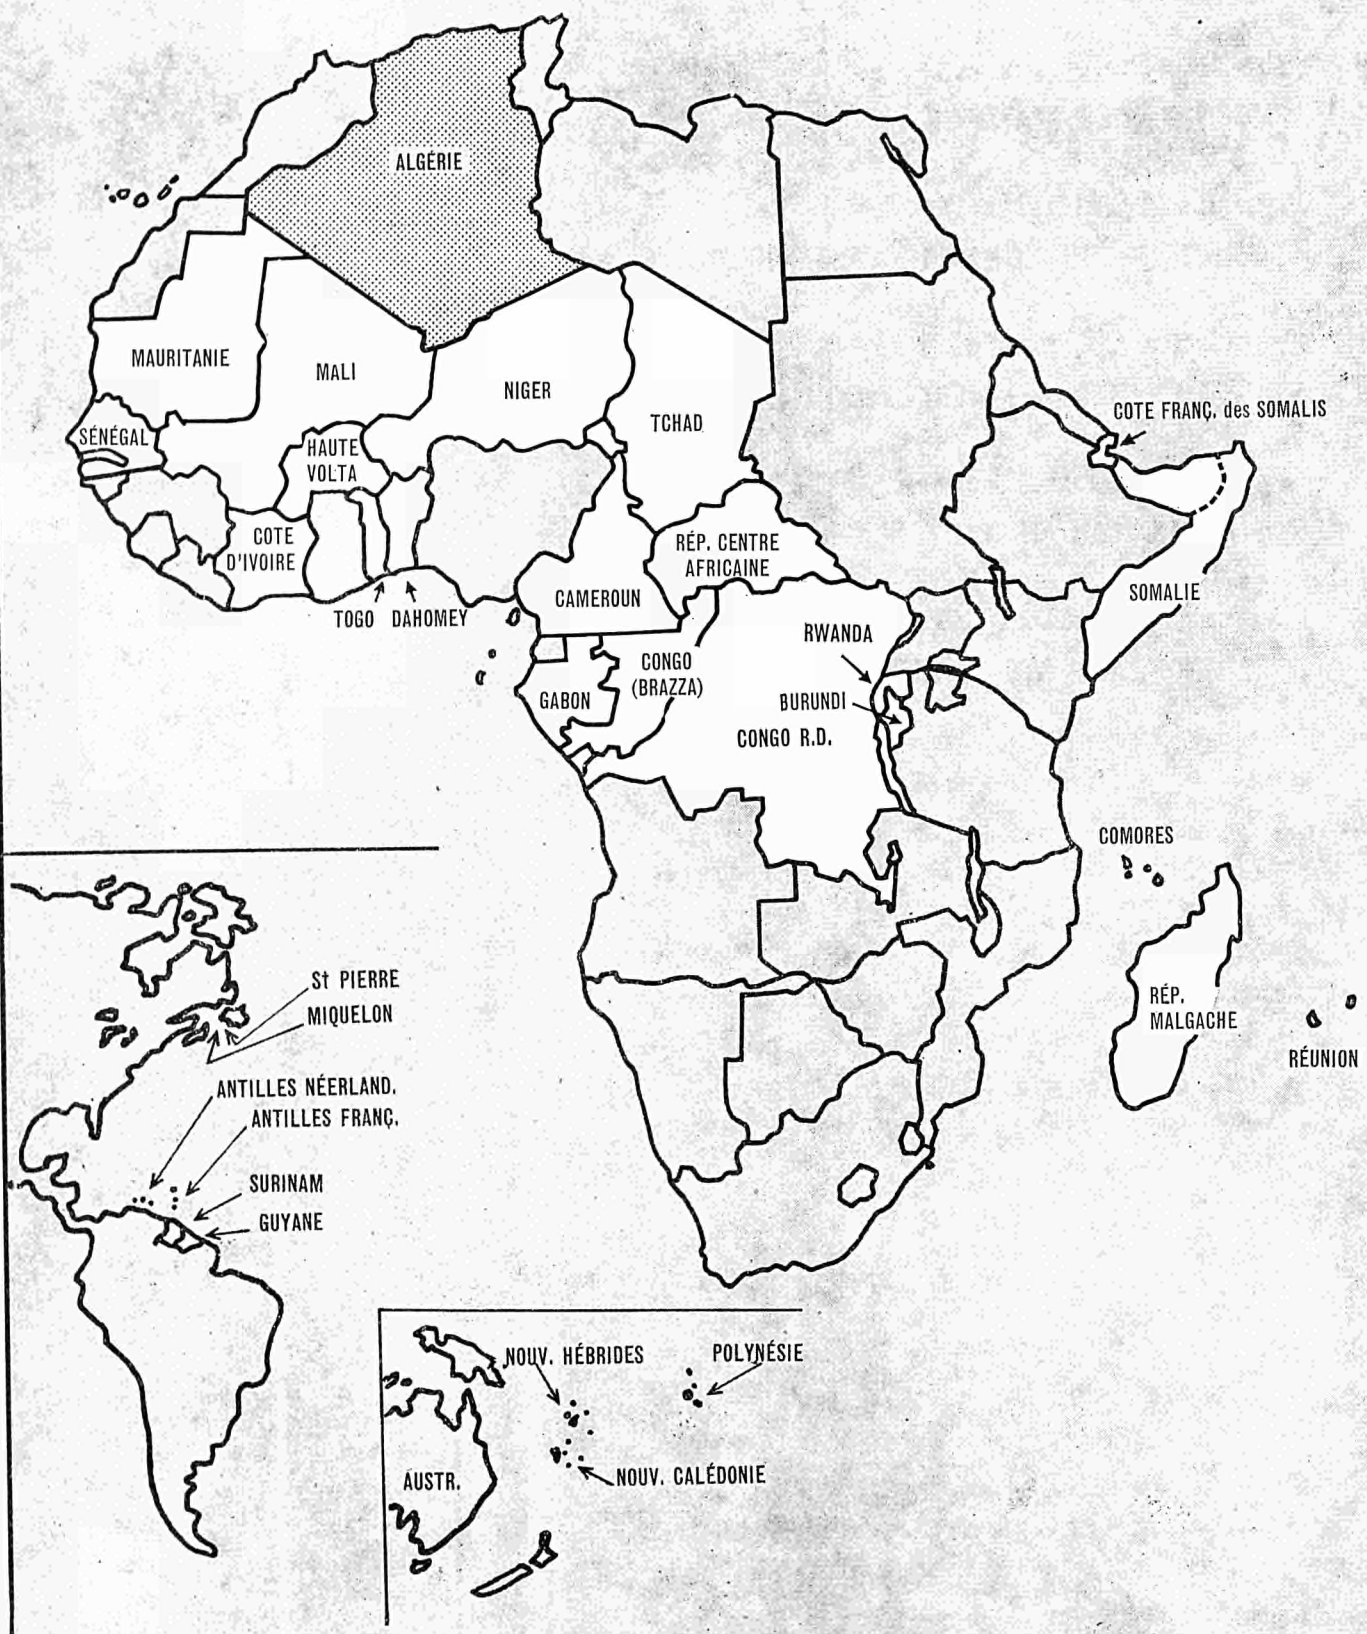 ALGÉRIE
MAURITANIE
MALI
NIGER
TCHAD
COTE FRANÇ. des SOMALIS
SÉNÉGAL
HAUTE
VOLTA
COTE
D'IVOIRE
RÉP. CENTRE
AFRICAINE
SOMALIE
CAMEROUN
TOGO
DAHOMEY
RWANDA
CONGO
(BRAZZA)
GABON
BURUNDI
CONGO R.D.
COMORES
RÉP.
MALGACHE
RÉUNION
St PIERRE
MIQUELON
ANTILLES NÉERLAND.
ANTILLES FRANÇ.
SURINAM
GUYANE
NOUV. HÉBRIDES
POLYNÉSIE
AUSTR.
NOUV. CALÉDONIE